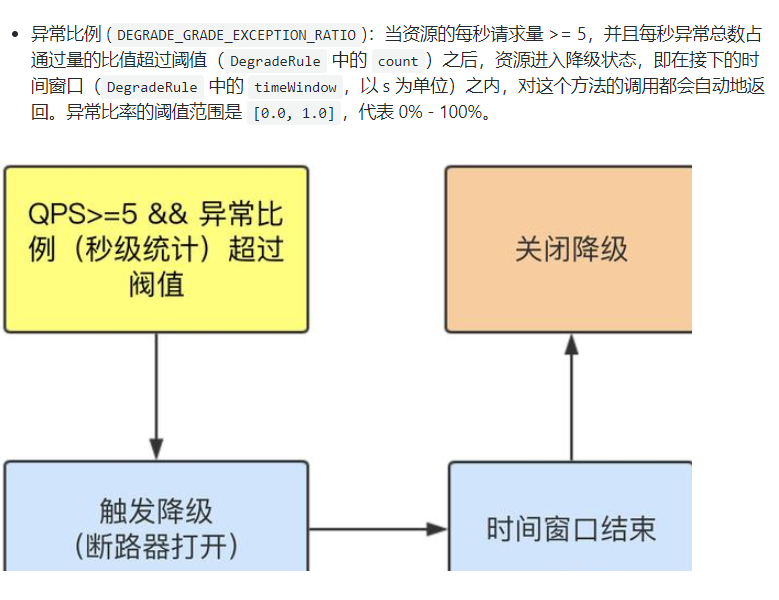 异常比例 (DEGRADE_GRADE_EXCEPTION_RATIO)：当资源的每秒请求量 >= 5，并且每秒异常总数占
通过量的比值超过阈值（DegradeRule 中的 count）之后，资源进入降级状态，即在接下的时
间窗口（DegradeRule 中的 timeWindow，以 s 为单位）之内，对这个方法的调用都会自动地返
回。异常比率的阈值范围是 [0.0, 1.0]，代表 0% - 100%。
QPS>=5 && 异常比
例（秒级统计）超过
阀值
关闭降级
触发降级
（断路器打开）
时间窗口结束